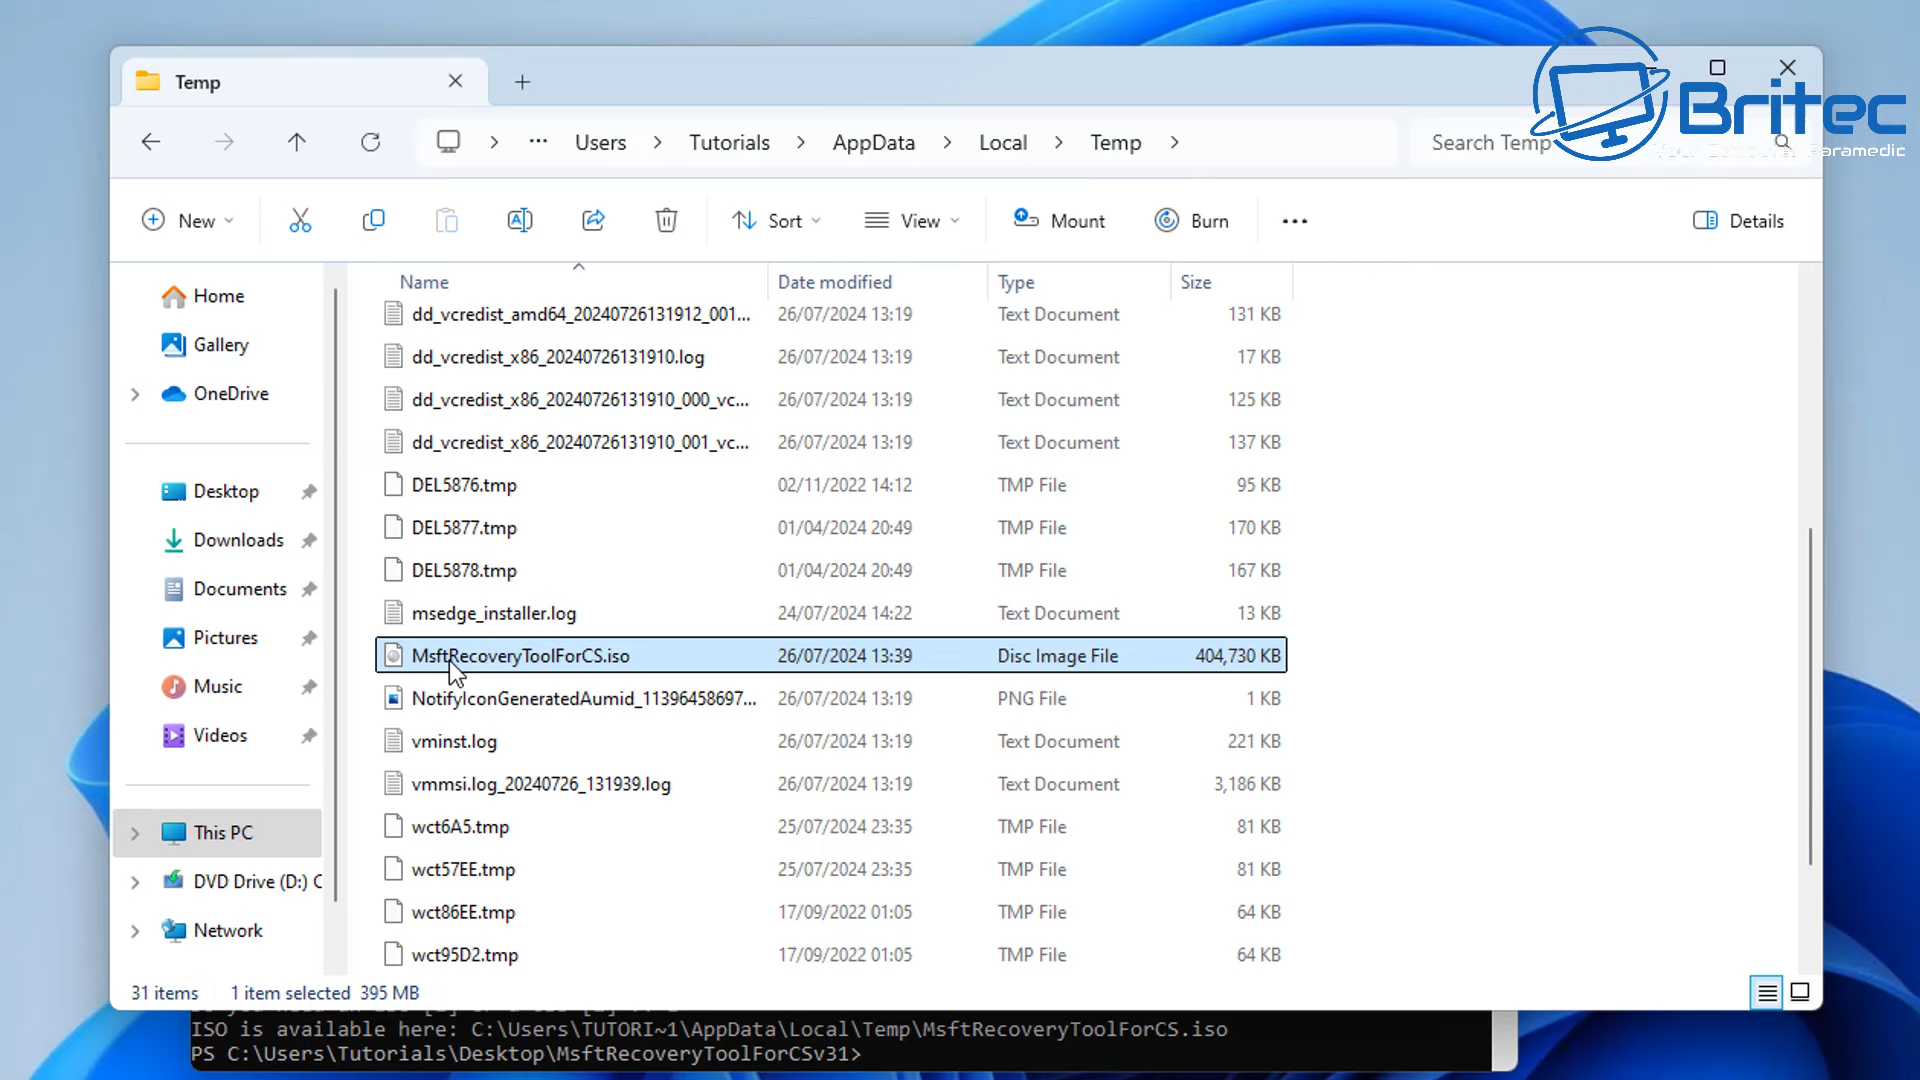 Temp
Britec
Your Computer Paramedic
Users
Tutorials
AppData
Local
Temp
Search Temp
New
Sort
View
Mount
Burn
Details
Name Date modified Type Size
Home
Gallery
OneDrive
Desktop
Downloads
Documents
Pictures
Music
Videos
This PC
DVD Drive (D:) C
Network
dd_vcredist_amd64_20240726131912_001... 26/07/2024 13:19 Text Document 131 KB
dd_vcredist_x86_20240726131910.log 26/07/2024 13:19 Text Document 17 KB
dd_vcredist_x86_20240726131910_000_vc... 26/07/2024 13:19 Text Document 125 KB
dd_vcredist_x86_20240726131910_001_vc... 26/07/2024 13:19 Text Document 137 KB
DEL5876.tmp 02/11/2022 14:12 TMP File 95 KB
DEL5877.tmp 01/04/2024 20:49 TMP File 170 KB
DEL5878.tmp 01/04/2024 20:49 TMP File 167 KB
msedge_installer.log 24/07/2024 14:22 Text Document 13 KB
MsftRecoveryToolForCS.iso 26/07/2024 13:39 Disc Image File 404,730 KB
NotifyIconGeneratedAumid_11396458697... 26/07/2024 13:19 PNG File 1 KB
vminst.log 26/07/2024 13:19 Text Document 221 KB
vmmsi.log_20240726_131939.log 26/07/2024 13:19 Text Document 3,186 KB
wct6A5.tmp 25/07/2024 23:35 TMP File 81 KB
wct57EE.tmp 25/07/2024 23:35 TMP File 81 KB
wct86EE.tmp 17/09/2022 01:05 TMP File 64 KB
wct95D2.tmp 17/09/2022 01:05 TMP File 64 KB
31 items 1 item selected 395 MB
ISO is available here: C:\Users\TUTORI~1\AppData\Local\Temp\MsftRecoveryToolForCS.iso
PS C:\Users\Tutorials\Desktop\MsftRecoveryToolForCSv31>